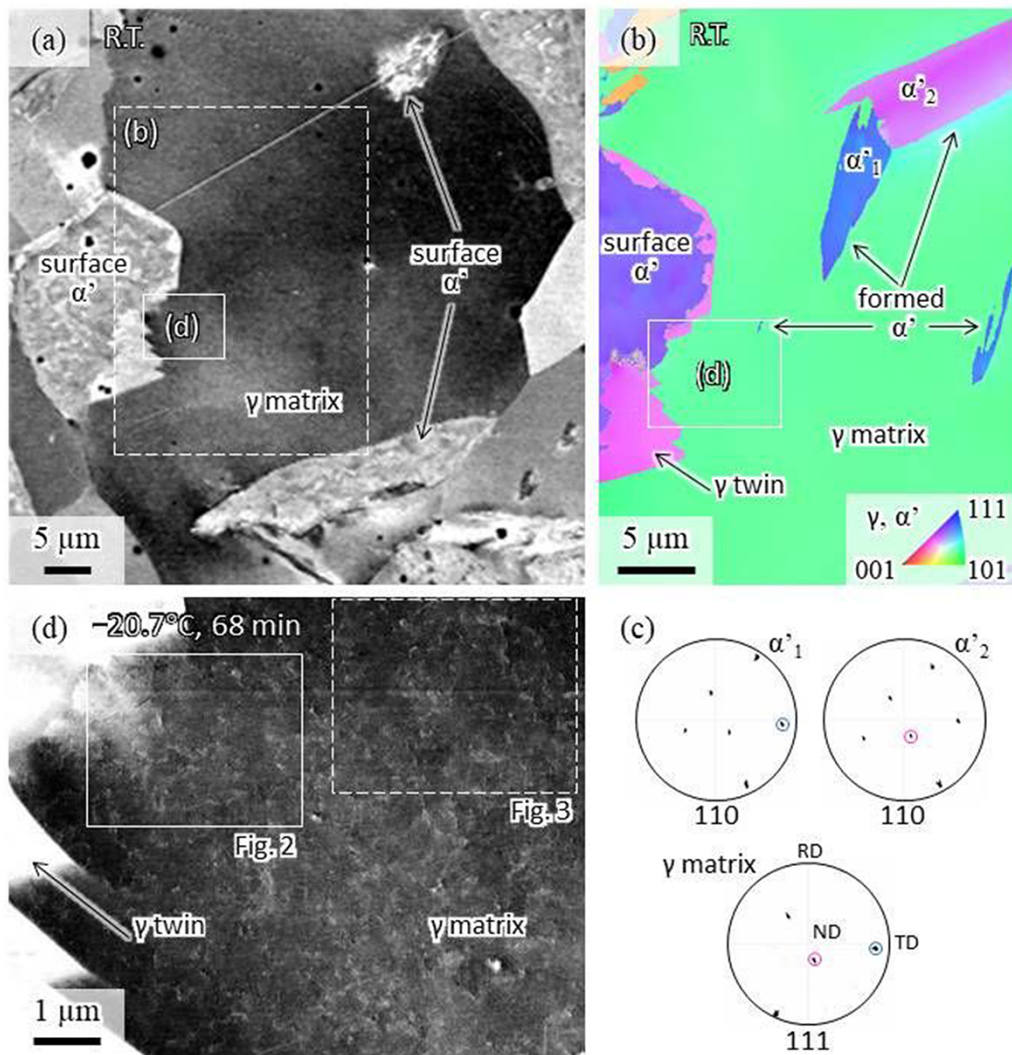 (a) R.T.
(b)
surface
α’
surface
α’
(d)
γ matrix
5 μm
(b) R.T.
α’₂
α’₁
surface
α’
formed
α’
(d)
γ matrix
γ twin
5 μm
γ, α’ 111
001 101
(d) −20.7°C, 68 min
Fig. 2
Fig. 3
γ twin
γ matrix
1 μm
(c)
α’₁ α’₂
110 110
γ matrix RD
ND TD
111